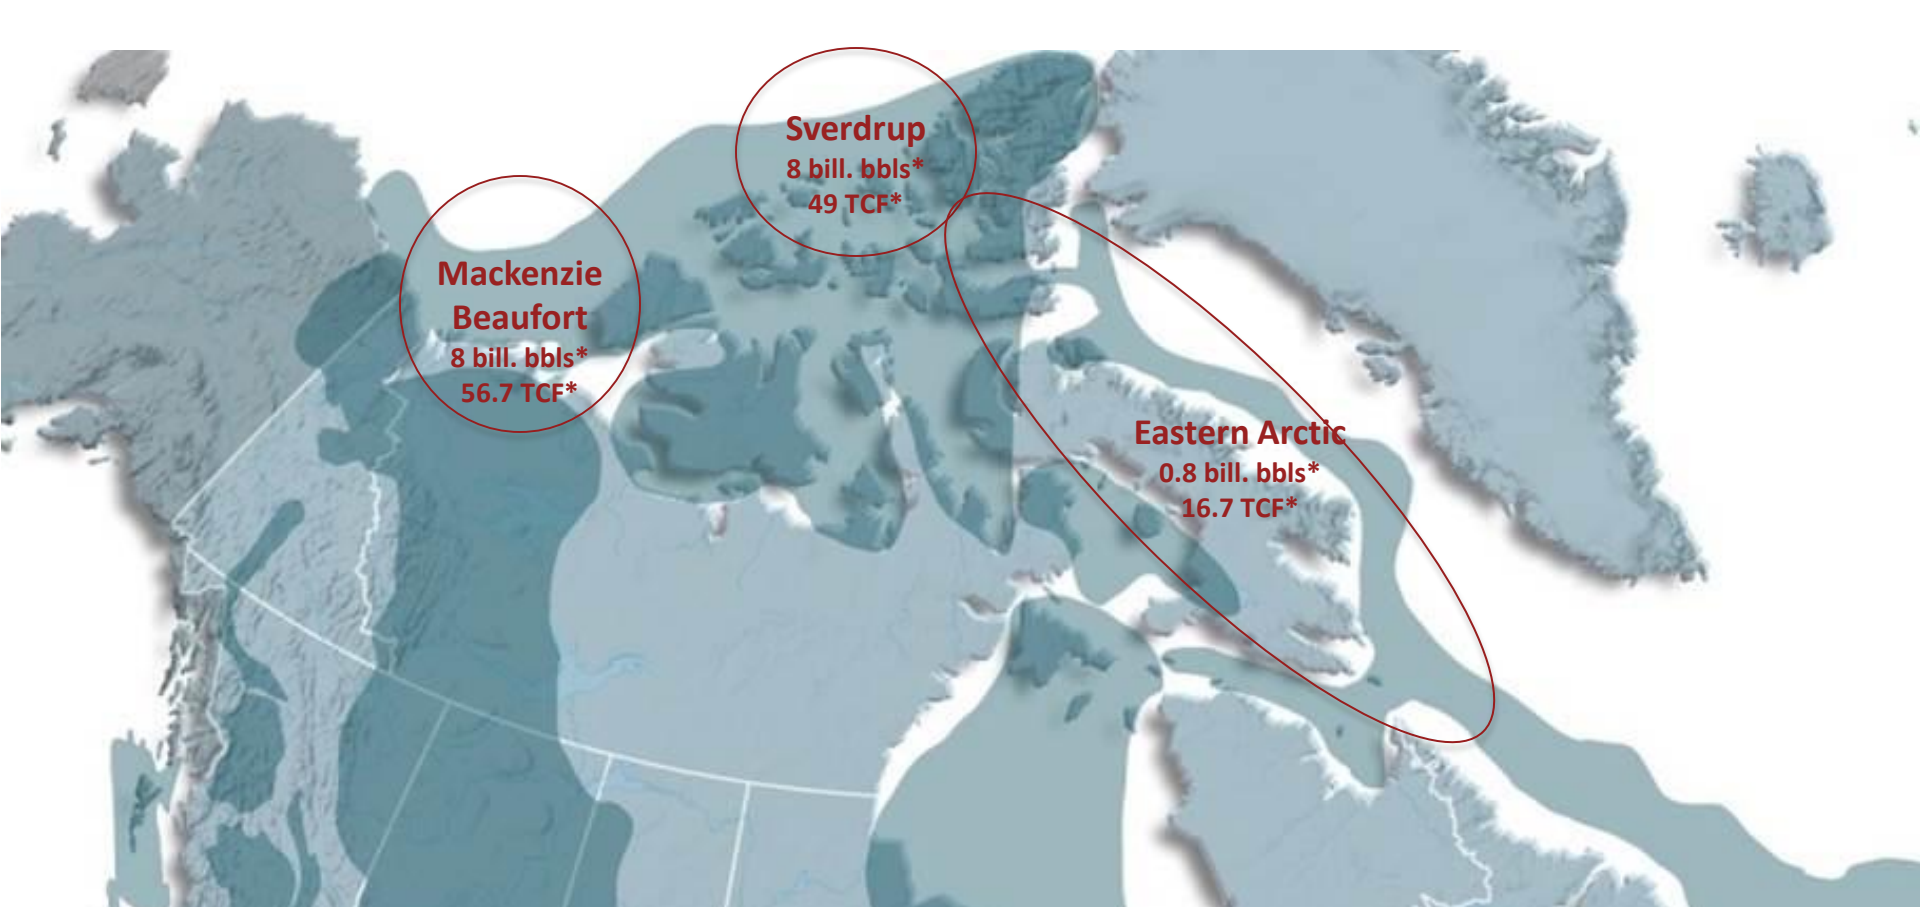 Sverdrup
8 bill. bbls*
49 TCF*
Mackenzie
Beaufort
8 bill. bbls*
56.7 TCF*
Eastern Arctic
0.8 bill. bbls*
16.7 TCF*